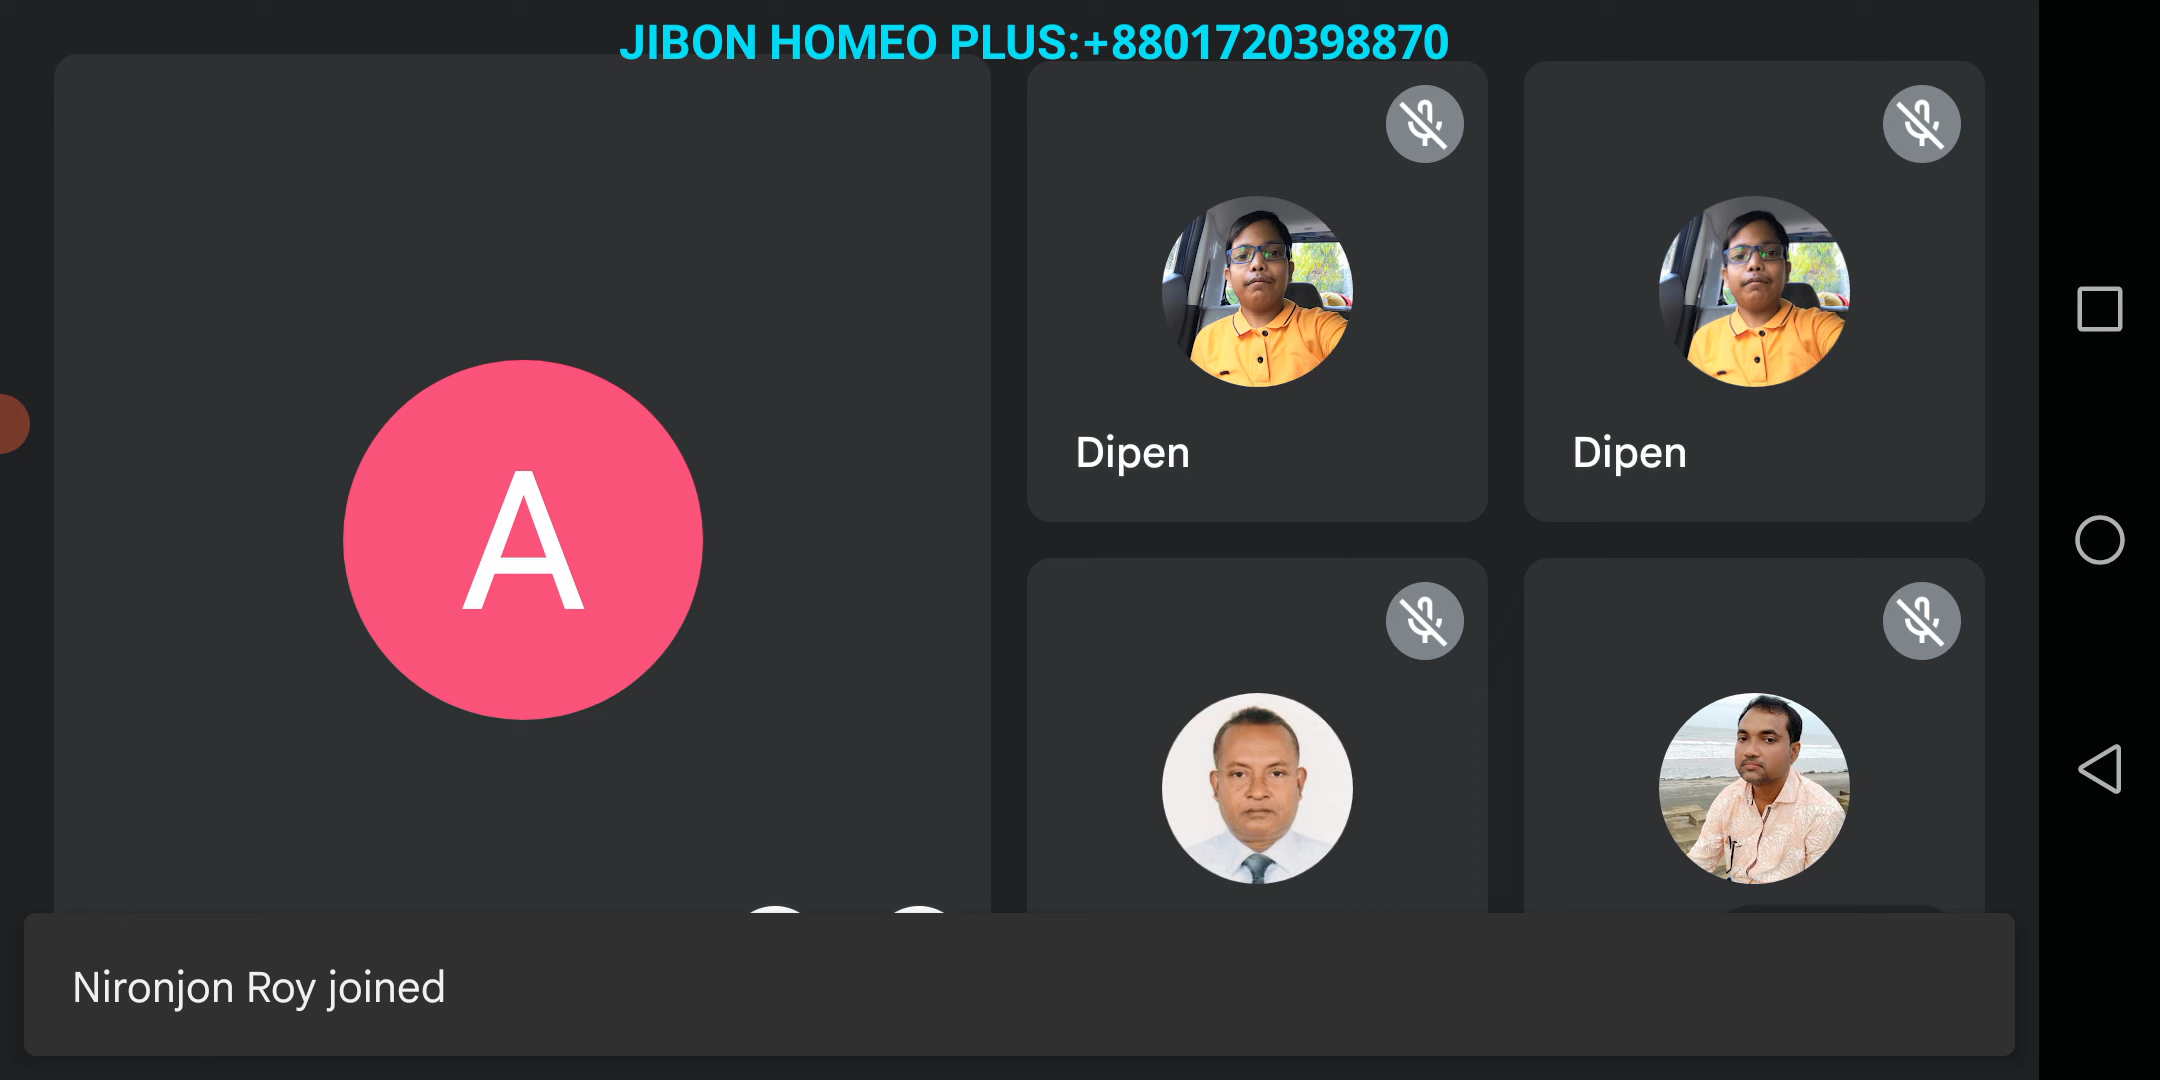 JIBON HOMEO PLUS:+8801720398870
A
Dipen
Dipen
Nironjon Roy joined